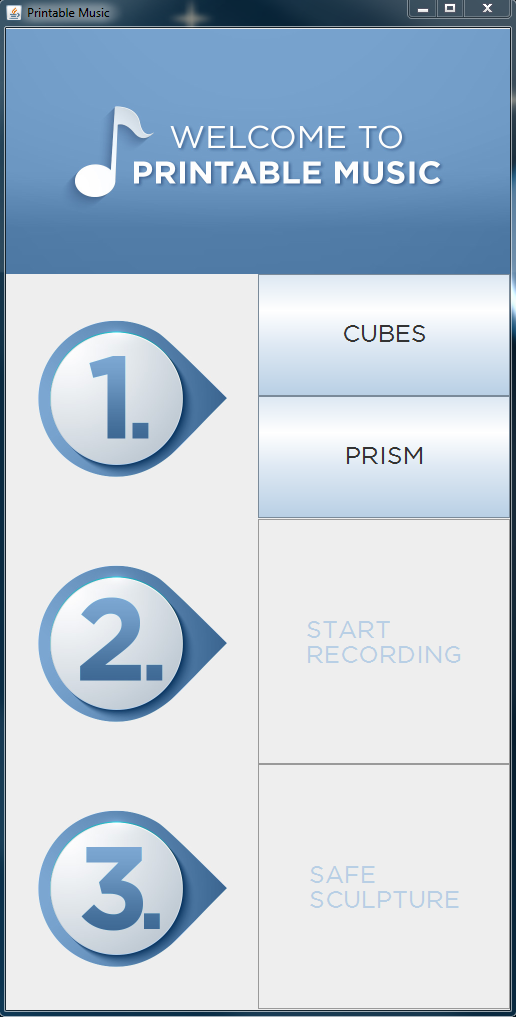 Printable Music
WELCOME TO
PRINTABLE MUSIC
1.
CUBES
PRISM
2.
START
RECORDING
3.
SAFE
SCULPTURE